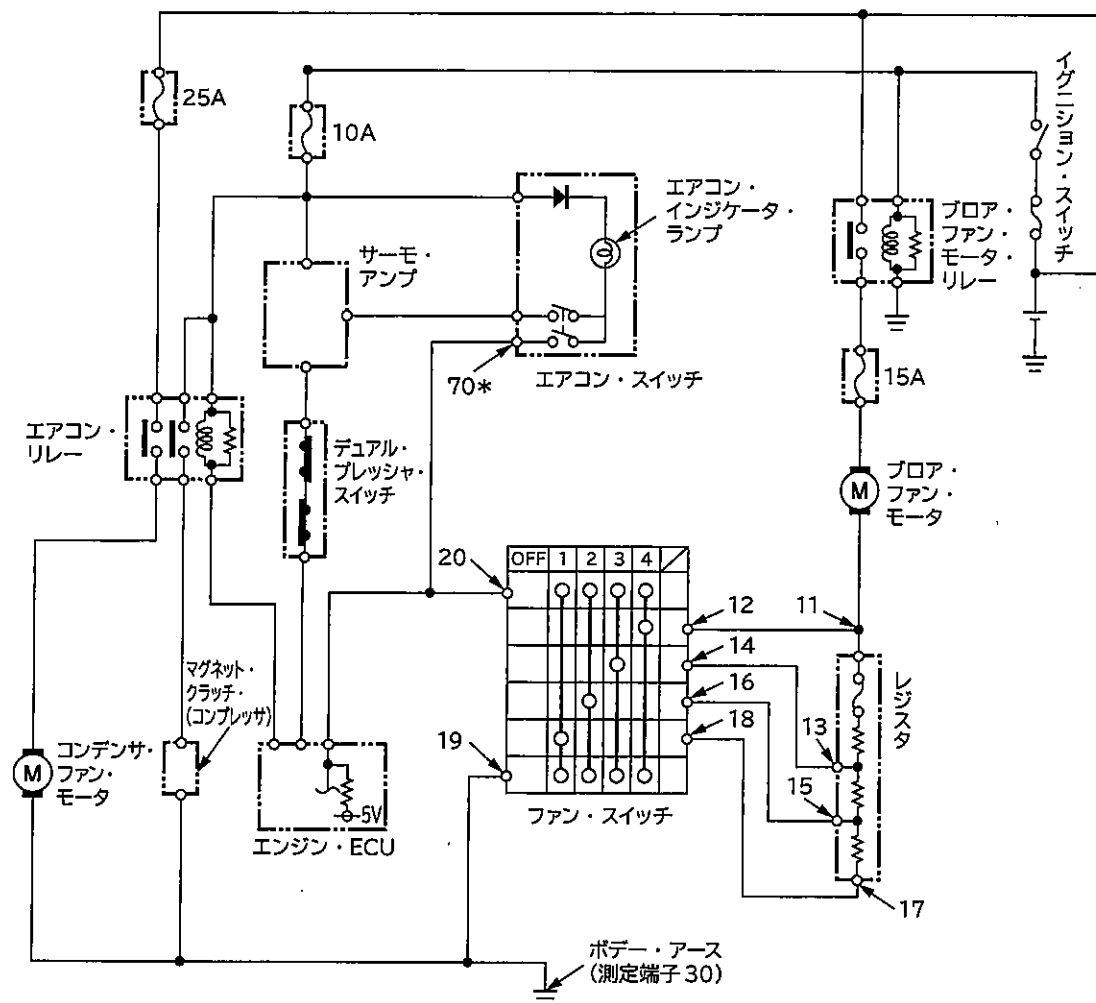 25A
10A
エアコン・
インジケータ・
ランプ
イグニション・スイッチ
ブロア・
ファン・
モータ・
リレー
サーモ・
アンプ
70*
エアコン・スイッチ
15A
エアコン・
リレー
デュアル・
プレッシャ・
スイッチ
M
ブロア・
ファン・
モータ
20
OFF 1 2 3 4
12
11
14
16
18
レジスタ
13
15
19
ファン・スイッチ
17
マグネット・
クラッチ・
(コンプレッサ)
M
コンデンサ・
ファン・
モータ
5V
エンジン・ECU
ボデー・アース
(測定端子30)